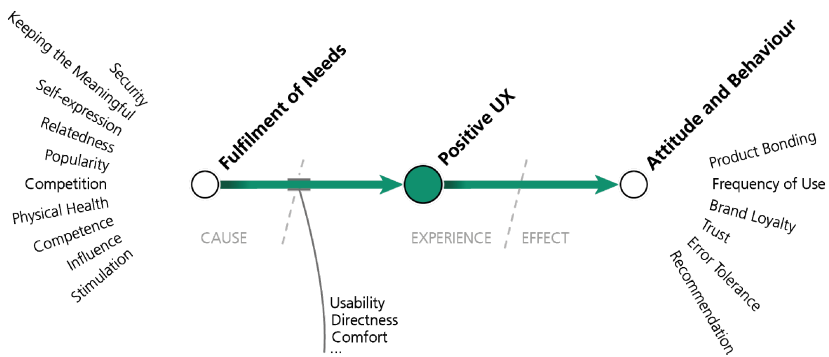 Security
Keeping the Meaningful
Self-expression
Relatedness
Popularity
Competition
Physical Health
Competence
Influence
Stimulation
Fulfilment of Needs
Positive UX
Attitude and Behaviour
CAUSE
EXPERIENCE
EFFECT
Usability
Directness
Comfort
...
Product Bonding
Frequency of Use
Brand Loyalty
Trust
Error Tolerance
Recommendation